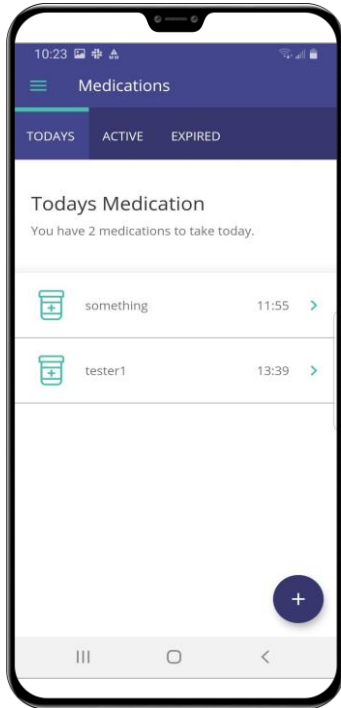 10:23
Medications
TODAYS ACTIVE EXPIRED
Todays Medication
You have 2 medications to take today.
something 11:55
tester1 13:39
+